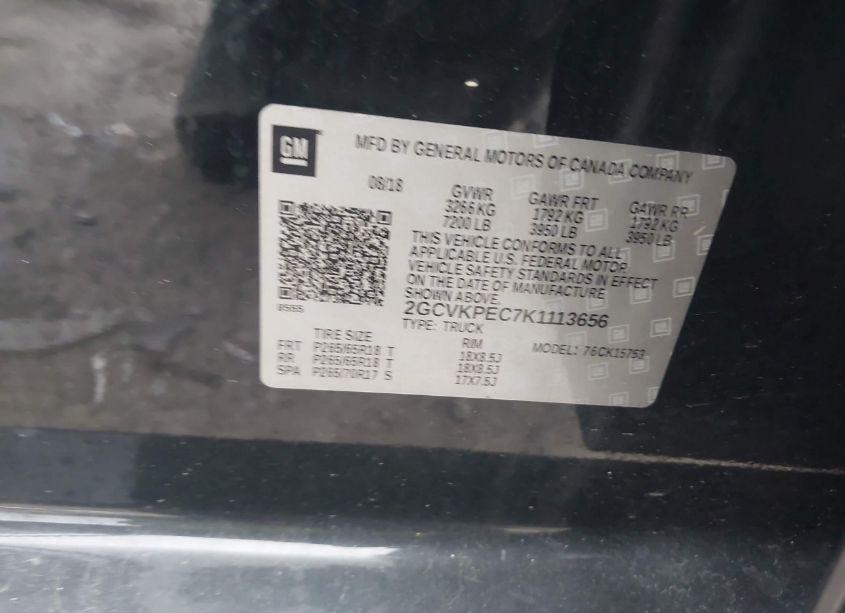 GM
MFD BY GENERAL MOTORS OF CANADA COMPANY
08/18
GVWR GAWR FRT GAWR RR
3266 KG 1792 KG 1792 KG
7200 LB 3950 LB 3950 LB
THIS VEHICLE CONFORMS TO ALL
APPLICABLE U.S. FEDERAL MOTOR
VEHICLE SAFETY STANDARDS IN EFFECT
ON THE DATE OF MANUFACTURE
SHOWN ABOVE.
2GCVKPEC7K1113656
TYPE: TRUCK
MODEL: 76CK15753
TIRE SIZE RIM
FRT P265/65R18 T 18X8.5J
RR P265/65R18 T 18X8.5J
SPA P265/70R17 S 17X7.5J